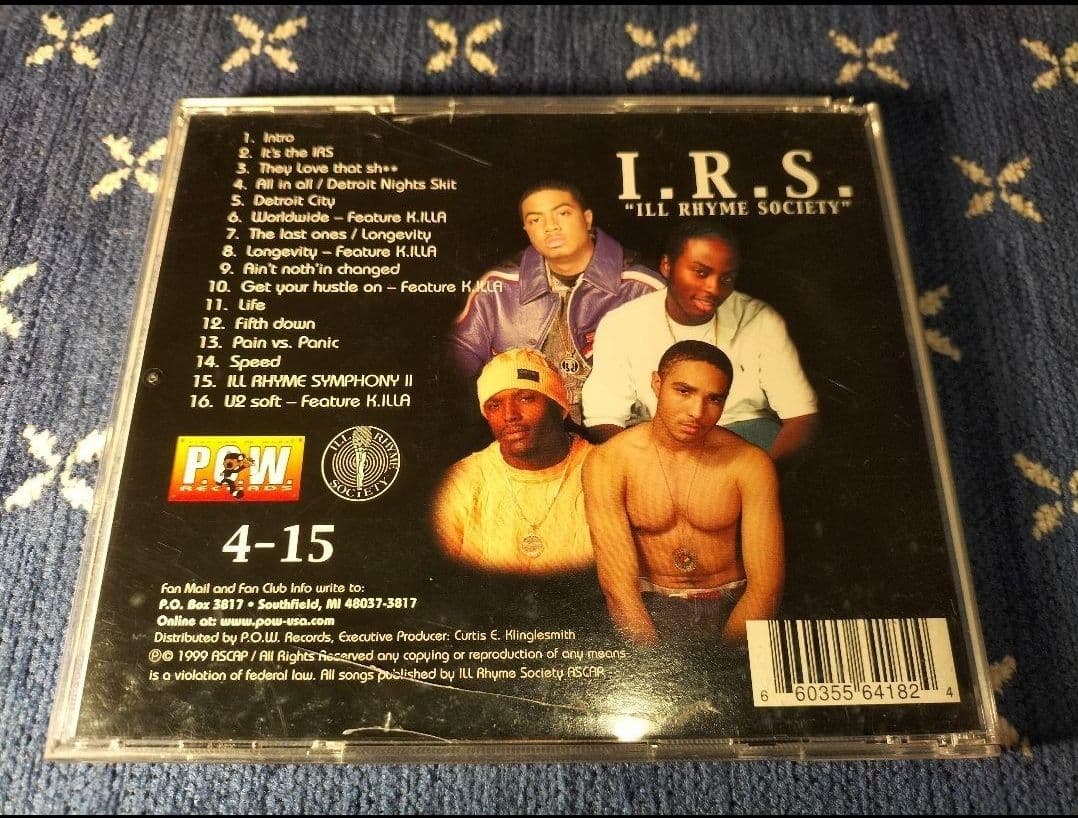 1. Intro
2. It's the IRS
3. They Love that sh**
4. All in all / Detroit Nights Skit
5. Detroit City
6. Worldwide – Feature K.ILLA
7. The last ones / Longevity
8. Longevity – Feature K.ILLA
9. Ain't noth'in changed
10. Get your hustle on – Feature K.ILLA
11. Life
12. Fifth down
13. Pain vs. Panic
14. Speed
15. ILL RHYME SYMPHONY II
16. U2 soft – Feature K.ILLA
I.R.S.
"ILL RHYME SOCIETY"
P.O.W.
RECORDS
ILL RHYME
SOCIETY
4-15
Fan Mail and Fan Club Info write to:
P.O. Box 3817 • Southfield, MI 48037-3817
Online at: www.pow-usa.com
Distributed by P.O.W. Records, Executive Producer: Curtis E. Klinglesmith
℗© 1999 ASCAP / All Rights Reserved any copying or reproduction of any means
is a violation of federal law. All songs published by ILL Rhyme Society ASCAP
6 60355 64182 4